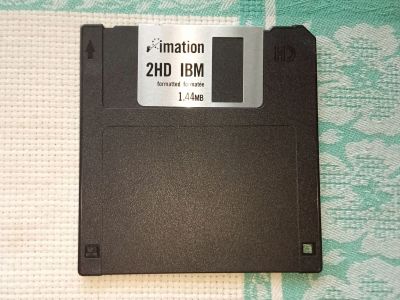 imation
2HD IBM
formatted formatée
1.44MB
HD